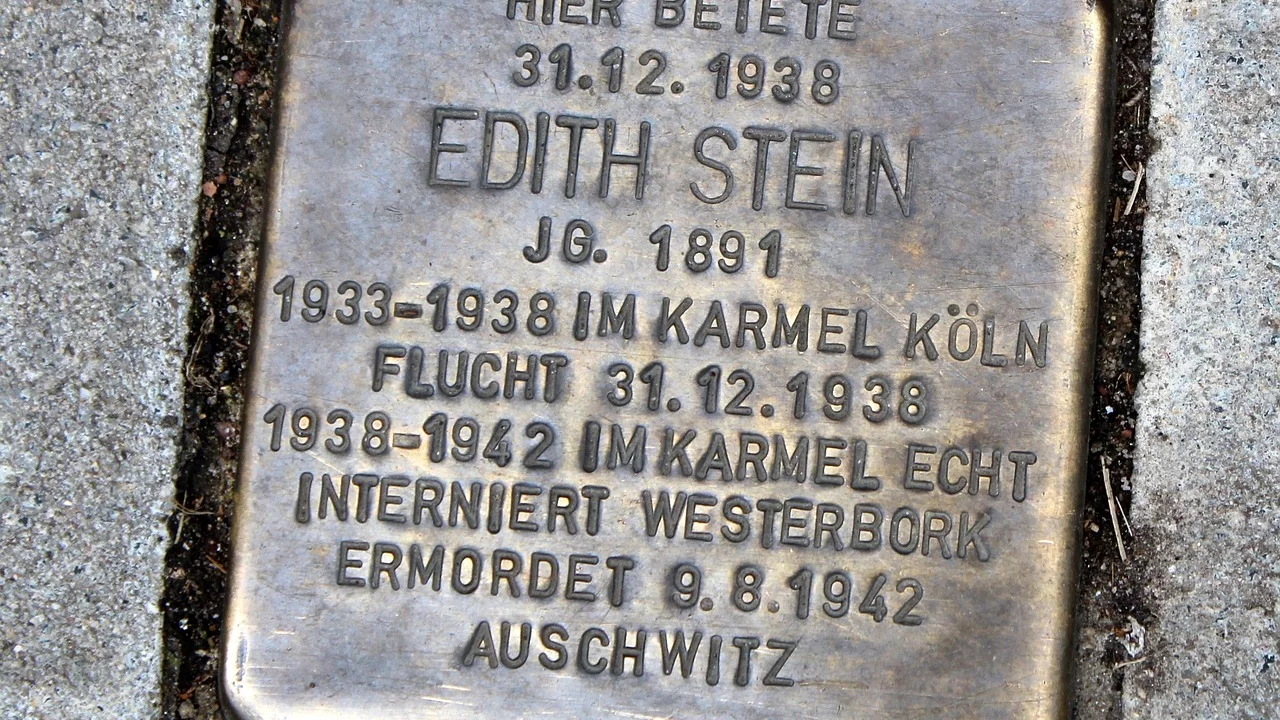 HIER BETETE
31.12. 1938
EDITH STEIN
JG. 1891
1933-1938 IM KARMEL KÖLN
FLUCHT 31.12.1938
1938-1942 IM KARMEL ECHT
INTERNIERT WESTERBORK
ERMORDET 9.8.1942
AUSCHWITZ